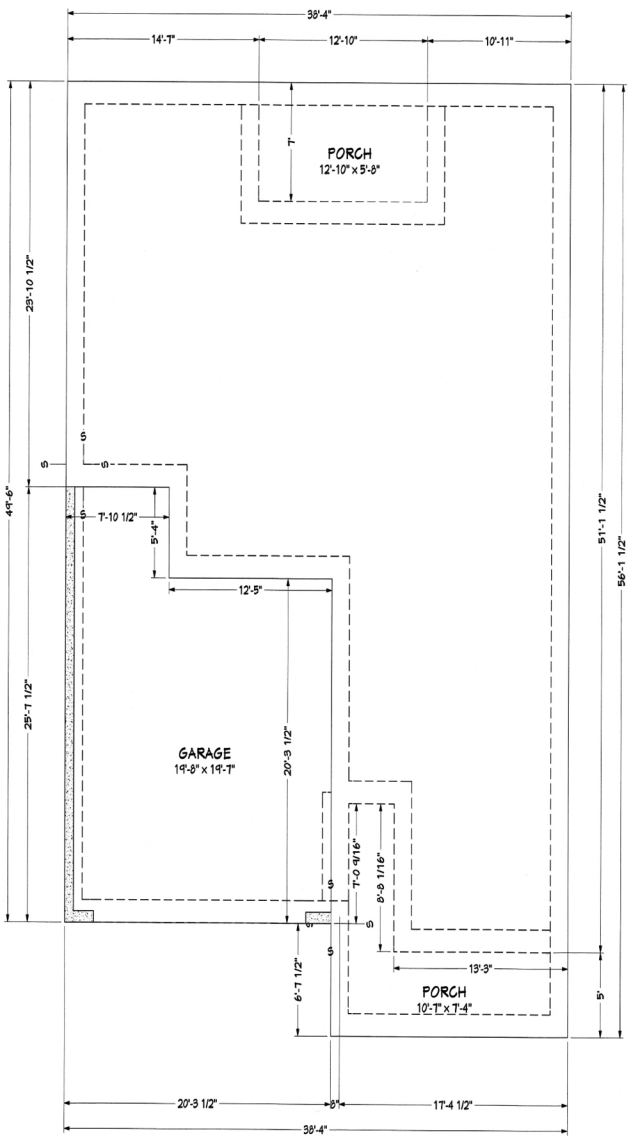 38'-4"
14'-7"
12'-10"
10'-11"
7'
PORCH
12'-10" x 5'-8"
23'-10 1/2"
49'-6"
S
S
S
S
7'-10 1/2"
5'-4"
12'-5"
51'-1 1/2"
56'-1 1/2"
25'-7 1/2"
20'-3 1/2"
GARAGE
19'-8" x 19'-7"
7'-0 9/16"
8'-8 1/16"
S
S
S
S
13'-3"
6'-7 1/2"
PORCH
10'-7" x 7'-4"
5'
20'-3 1/2"
8"
17'-4 1/2"
38'-4"